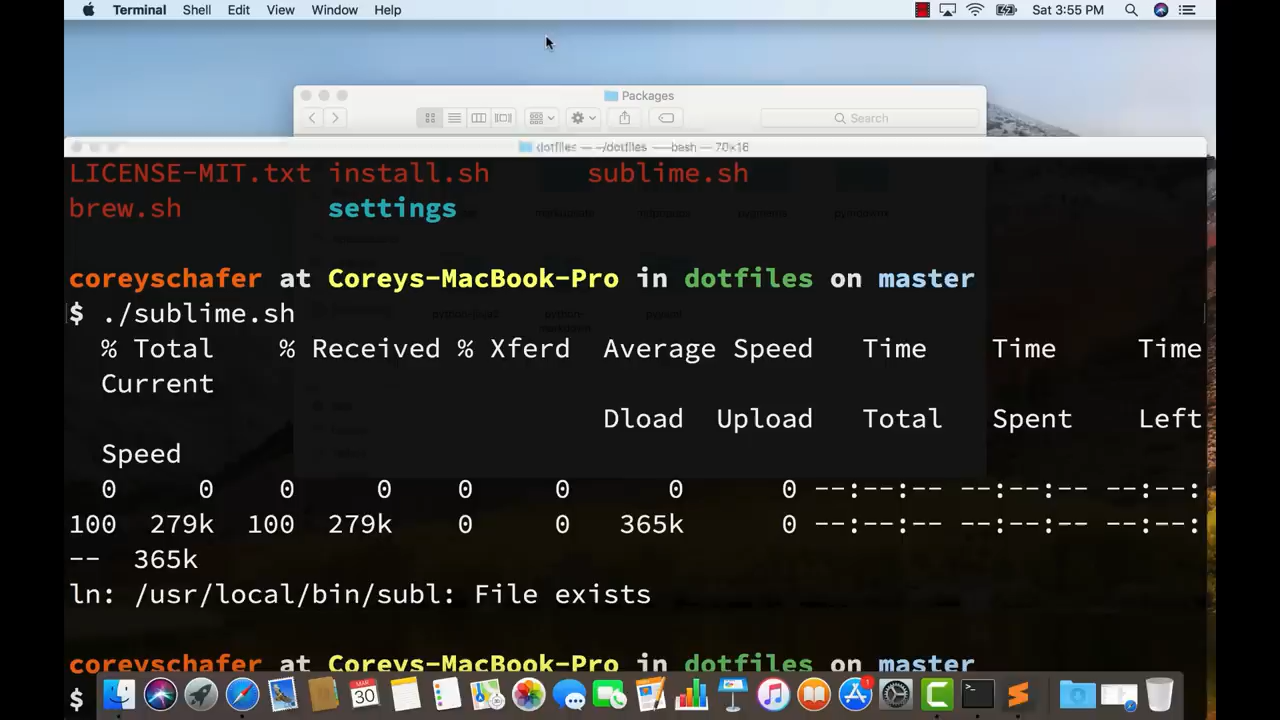 Terminal Shell Edit View Window Help Sat 3:55 PM
Packages
Search
dotfiles — ~/dotfiles — -bash — 70×16
LICENSE-MIT.txt install.sh sublime.sh
brew.sh settings
coreyschafer at Coreys-MacBook-Pro in dotfiles on master
$ ./sublime.sh
% Total % Received % Xferd Average Speed Time Time Time
Current
Dload Upload Total Spent Left
Speed
0 0 0 0 0 0 0 0 --:--:-- --:--:-- --:--:
100 279k 100 279k 0 0 365k 0 --:--:-- --:--:-- --:--:
-- 365k
ln: /usr/local/bin/subl: File exists
coreyschafer at Coreys-MacBook-Pro in dotfiles on master
$
MAR
30
1